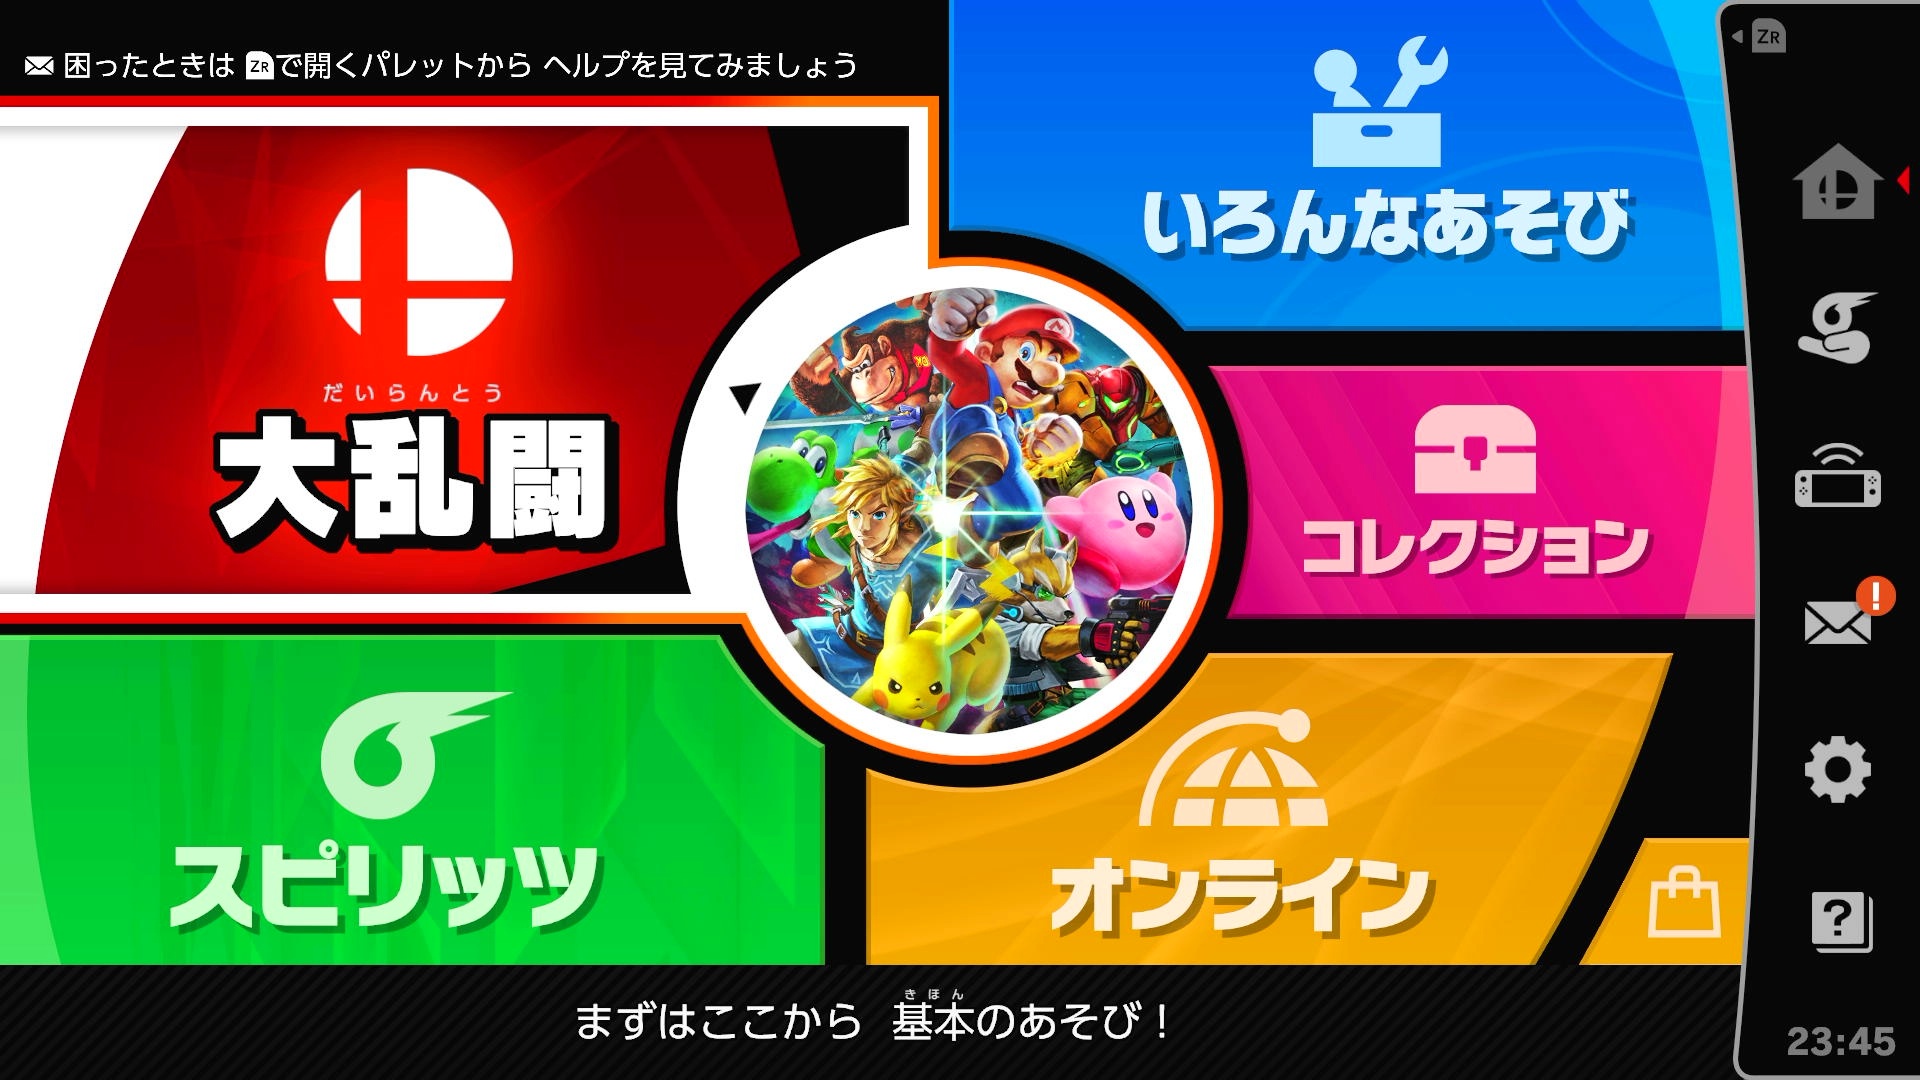 困ったときは ZRで開くパレットから ヘルプを見てみましょう
ZR
いろんなあそび
だいらんとう
大乱闘
コレクション
スピリッツ
オンライン
きほん
まずはここから 基本のあそび！
23:45